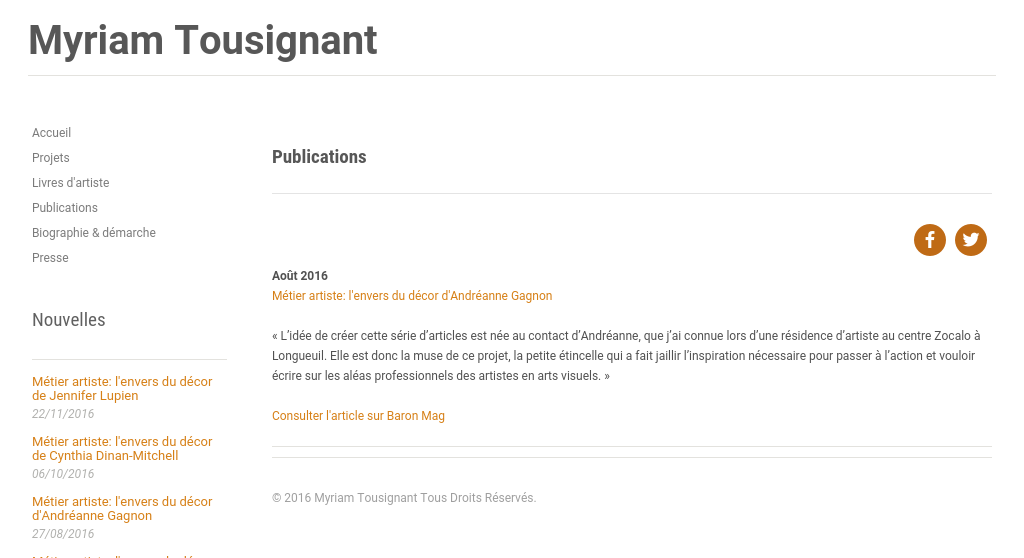 Myriam Tousignant
Accueil
Projets
Livres d'artiste
Publications
Biographie & démarche
Presse
Nouvelles
Métier artiste: l'envers du décor
de Jennifer Lupien
22/11/2016
Métier artiste: l'envers du décor
de Cynthia Dinan-Mitchell
06/10/2016
Métier artiste: l'envers du décor
d'Andréanne Gagnon
27/08/2016
Publications
Août 2016
Métier artiste: l'envers du décor d'Andréanne Gagnon
« L’idée de créer cette série d’articles est née au contact d’Andréanne, que j’ai connue lors d’une résidence d’artiste au centre Zocalo à
Longueuil. Elle est donc la muse de ce projet, la petite étincelle qui a fait jaillir l’inspiration nécessaire pour passer à l’action et vouloir
écrire sur les aléas professionnels des artistes en arts visuels. »
Consulter l'article sur Baron Mag
© 2016 Myriam Tousignant Tous Droits Réservés.